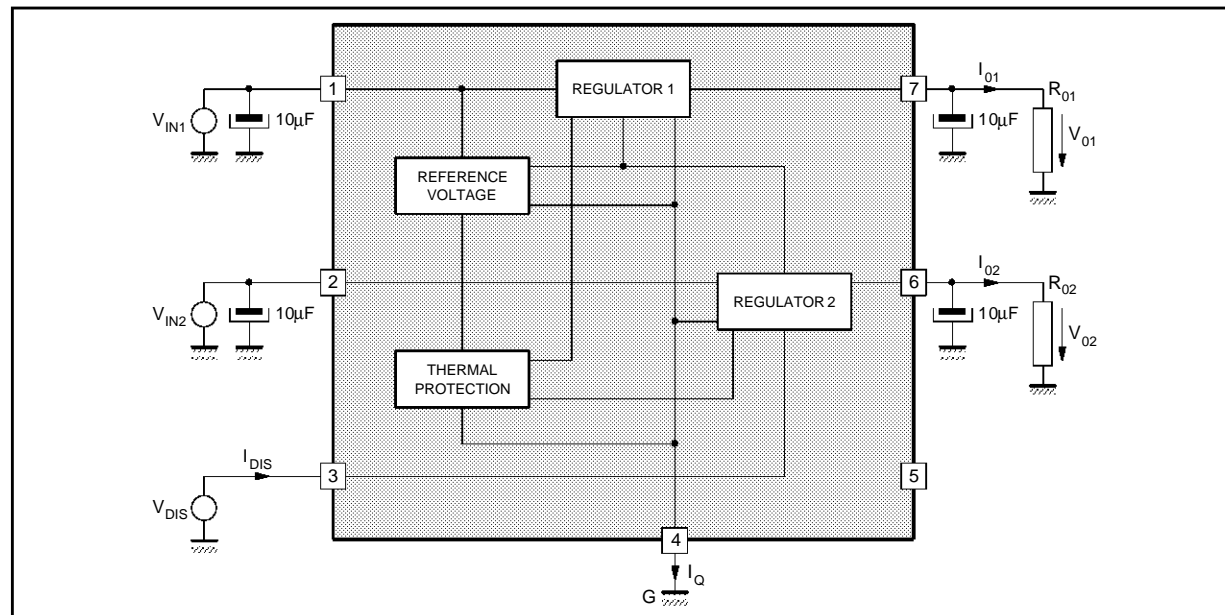 1
REGULATOR 1
7
I01
R01
VIN1
10µF
10µF
V01
REFERENCE
VOLTAGE
2
REGULATOR 2
6
I02
R02
VIN2
10µF
10µF
V02
THERMAL
PROTECTION
IDIS
3
5
VDIS
4
IQ
G